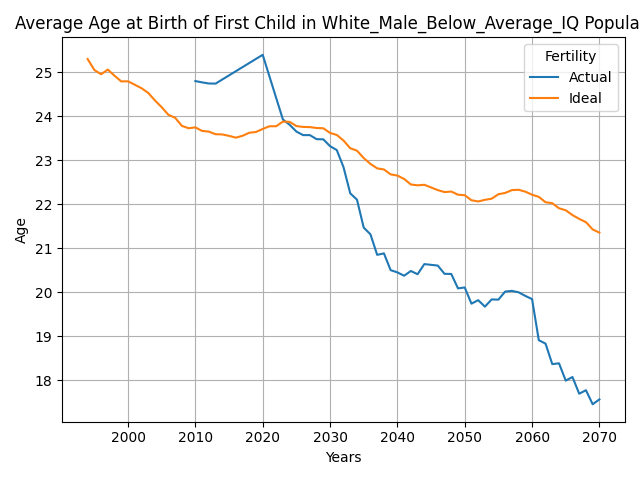 Average Age at Birth of First Child in White_Male_Below_Average_IQ Popula
Fertility
Actual
Ideal
Age
25
24
23
22
21
20
19
18
2000 2010 2020 2030 2040 2050 2060 2070
Years